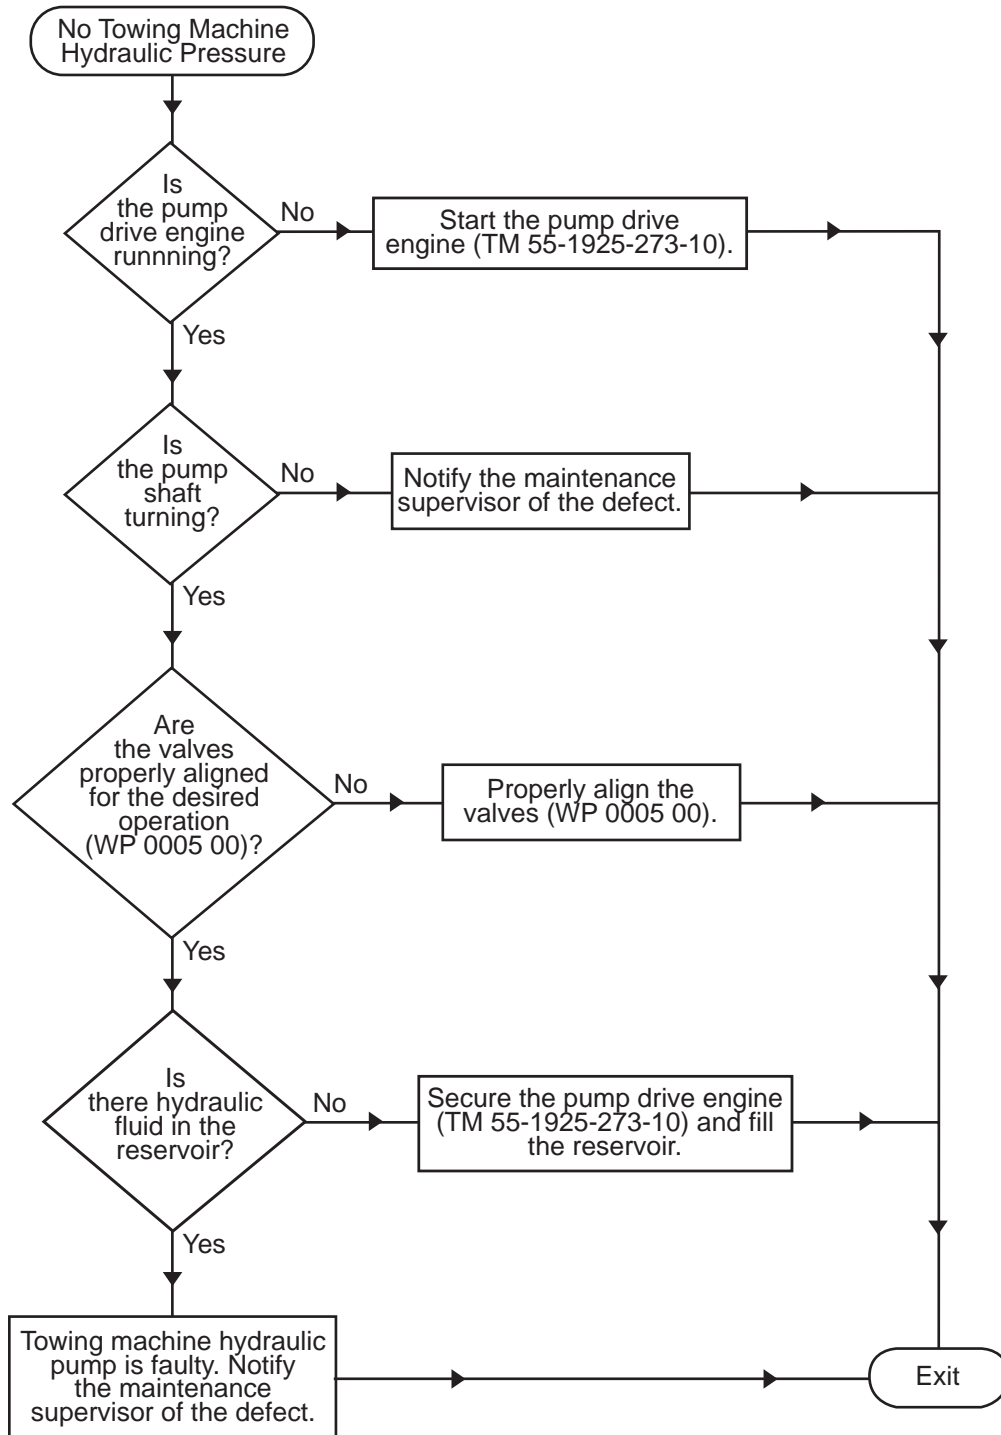 No Towing Machine
Hydraulic Pressure
Is
the pump
drive engine
runnning?
No
Start the pump drive
engine (TM 55-1925-273-10).
Yes
Is
the pump
shaft
turning?
No
Notify the maintenance
supervisor of the defect.
Yes
Are
the valves
properly aligned
for the desired
operation
(WP 0005 00)?
No
Properly align the
valves (WP 0005 00).
Yes
Is
there hydraulic
fluid in the
reservoir?
No
Secure the pump drive engine
(TM 55-1925-273-10) and fill
the reservoir.
Yes
Towing machine hydraulic
pump is faulty. Notify
the maintenance
supervisor of the defect.
Exit